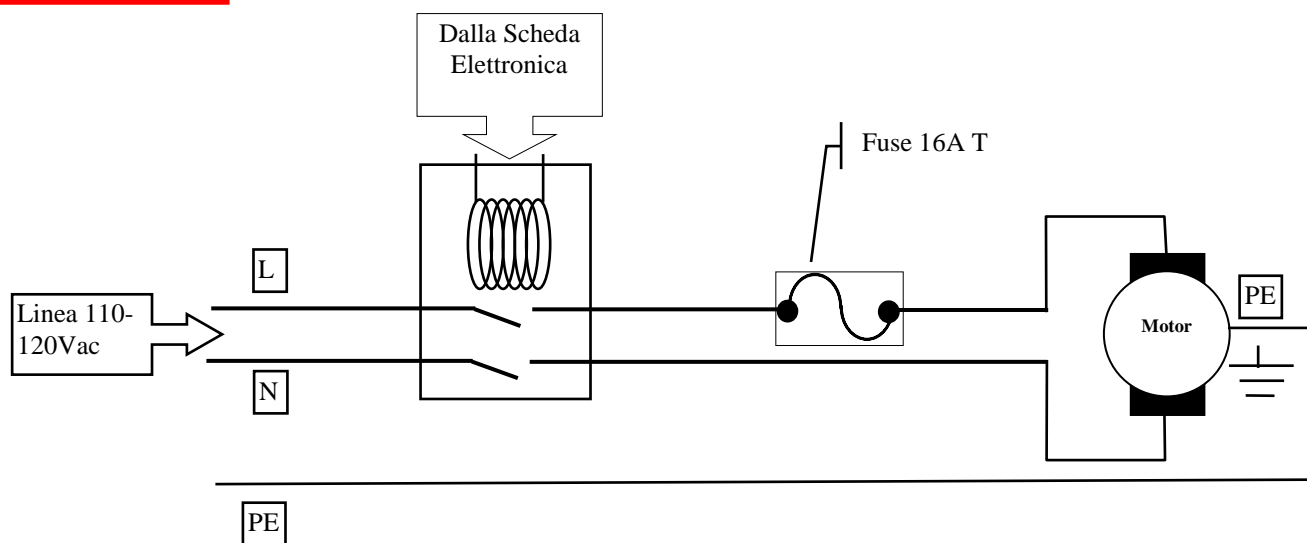 Dalla Scheda
Elettronica
Fuse 16A T
L
Linea 110-
120Vac
PE
Motor
N
PE